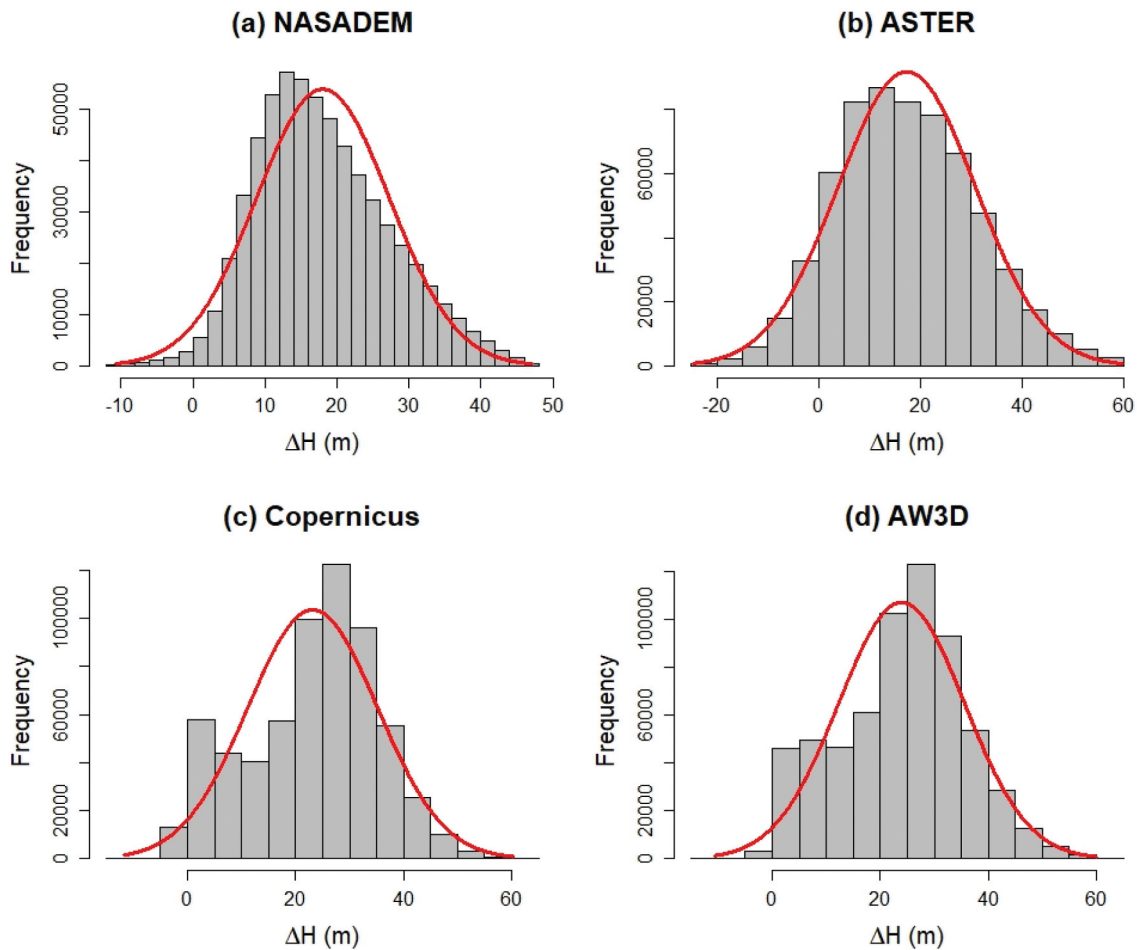 (a) NASADEM
Frequency
0 10000 30000 50000
-10 0 10 20 30 40 50
ΔH (m)
(b) ASTER
Frequency
0 20000 60000
-20 0 20 40 60
ΔH (m)
(c) Copernicus
Frequency
0 20000 60000 100000
0 20 40 60
ΔH (m)
(d) AW3D
Frequency
0 20000 60000 100000
0 20 40 60
ΔH (m)